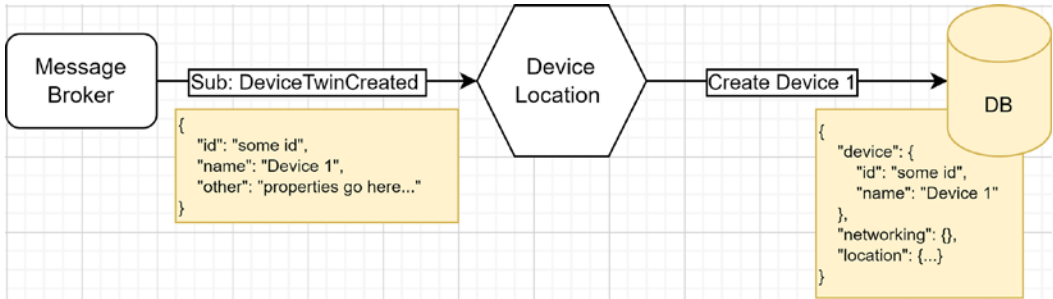 Message
Broker
Sub: DeviceTwinCreated
{
"id": "some id",
"name": "Device 1",
"other": "properties go here..."
}
Device
Location
Create Device 1
DB
{
"device": {
"id": "some id",
"name": "Device 1"
},
"networking": {},
"location": {...}
}